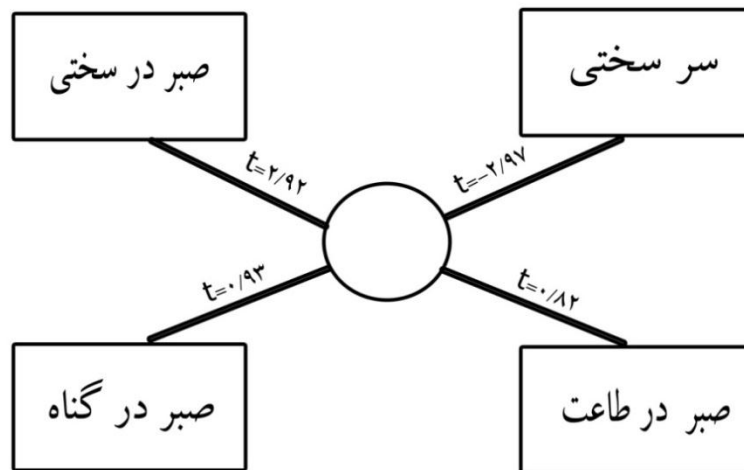 سر سختی
صبر در سختی
t=-۲/۹۷
t=۲/۹۲
t=۰/۸۲
t=۰/۹۳
صبر در طاعت
صبر در گناه